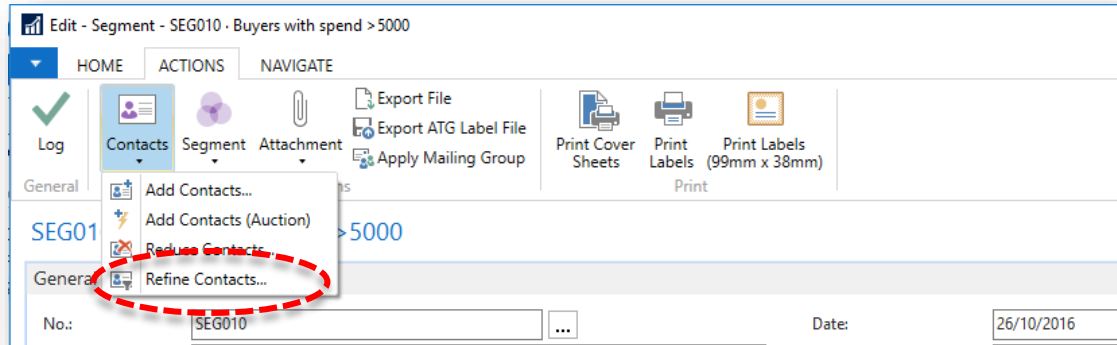 Edit - Segment - SEG010 · Buyers with spend >5000
HOME ACTIONS NAVIGATE
Log
Contacts
Segment
Attachment
Export File
Export ATG Label File
Apply Mailing Group
Print Cover
Sheets
Print
Labels
Print Labels
(99mm x 38mm)
General
Print
Add Contacts...
Add Contacts (Auction)
Reduce Contacts...
Refine Contacts...
SEG01 >5000
General
No.: SEG010 ... Date: 26/10/2016